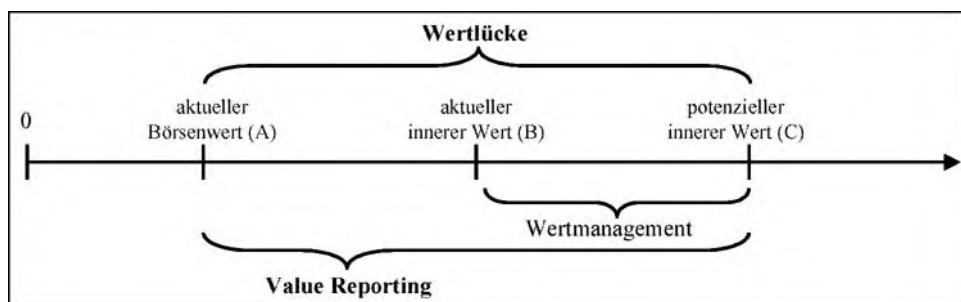 Wertlücke
0
aktueller
Börsenwert (A)
aktueller
innerer Wert (B)
potenzieller
innerer Wert (C)
Wertmanagement
Value Reporting